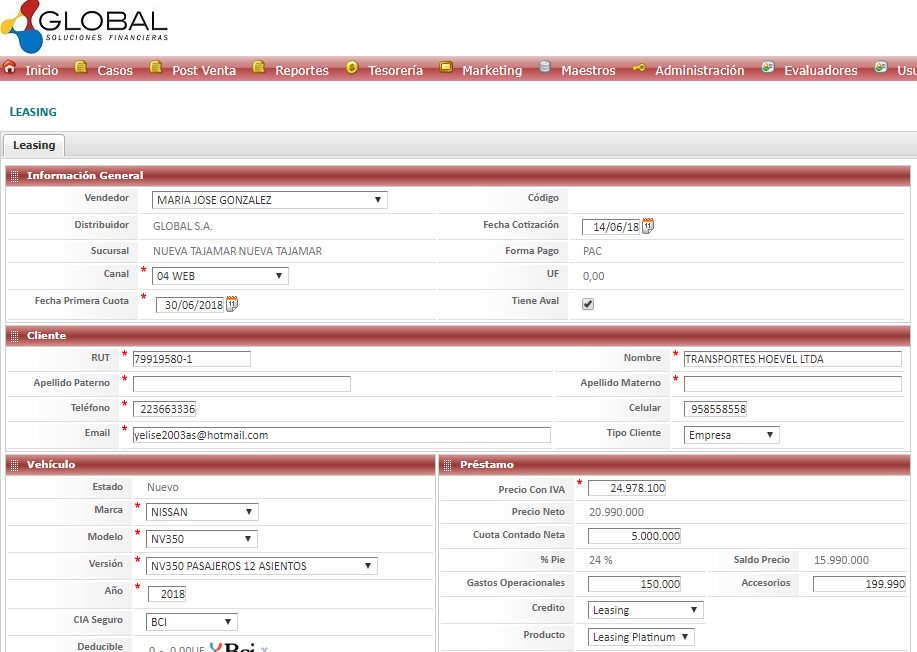 GLOBAL
SOLUCIONES FINANCIERAS
Inicio Casos Post Venta Reportes Tesorería Marketing Maestros Administración Evaluadores Usu
LEASING
Leasing
Información General
Vendedor MARIA JOSE GONZALEZ Código
Distribuidor GLOBAL S.A. Fecha Cotización 14/06/18
Sucursal NUEVA TAJAMAR NUEVA TAJAMAR Forma Pago PAC
Canal * 04 WEB UF 0,00
Fecha Primera Cuota * 30/06/2018 Tiene Aval
Cliente
RUT * 79919580-1 Nombre * TRANSPORTES HOEVEL LTDA
Apellido Paterno * Apellido Materno *
Teléfono * 223663336 Celular 958558558
Email * yelise2003as@hotmail.com Tipo Cliente Empresa
Vehículo Préstamo
Estado Nuevo Precio Con IVA * 24.978.100
Marca * NISSAN Precio Neto 20.990.000
Modelo * NV350 Cuota Contado Neta 5.000.000
Versión * NV350 PASAJEROS 12 ASIENTOS % Pie 24 % Saldo Precio 15.990.000
Año * 2018 Gastos Operacionales 150.000 Accesorios 199.990
CIA Seguro BCI Credito Leasing
Deducible 0 - 0.00UF Bci Producto Leasing Platinum